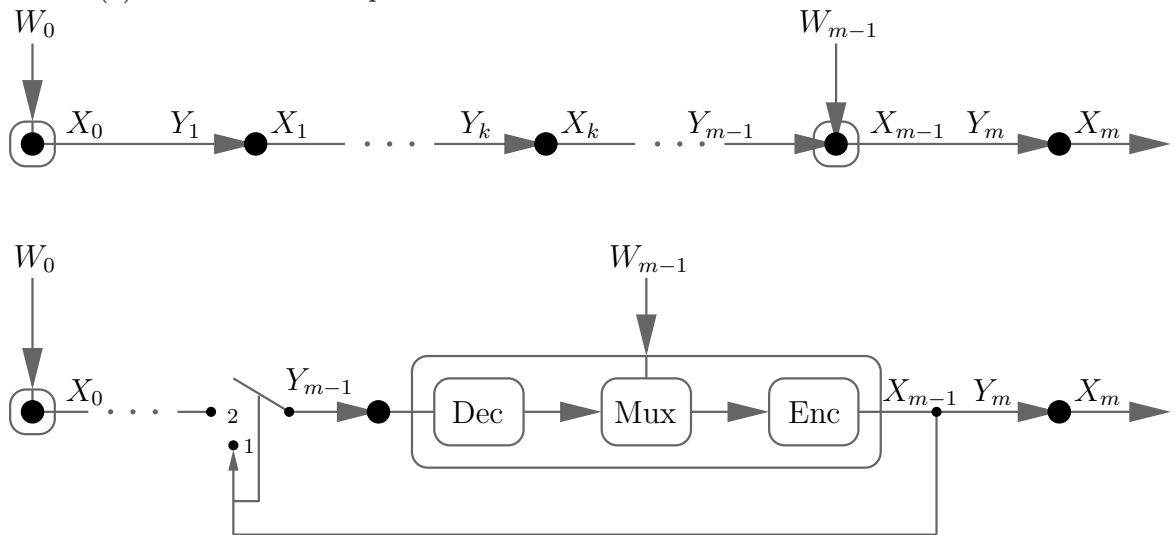 W_0 W_{m-1}
X_0 Y_1 X_1 · · · · Y_k X_k · · · · Y_{m-1} X_{m-1} Y_m X_m
W_0 W_{m-1}
X_0 · · · · 2 Y_{m-1} Dec Mux Enc X_{m-1} Y_m X_m
1